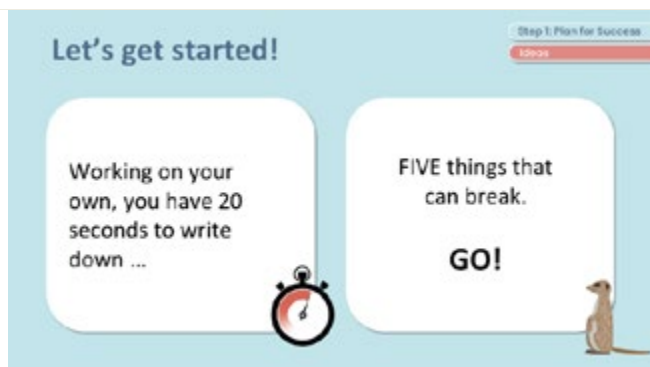 Let's get started!
Step 1: Plan for Success
Ideas
Working on your
own, you have 20
seconds to write
down ...
FIVE things that
can break.
GO!